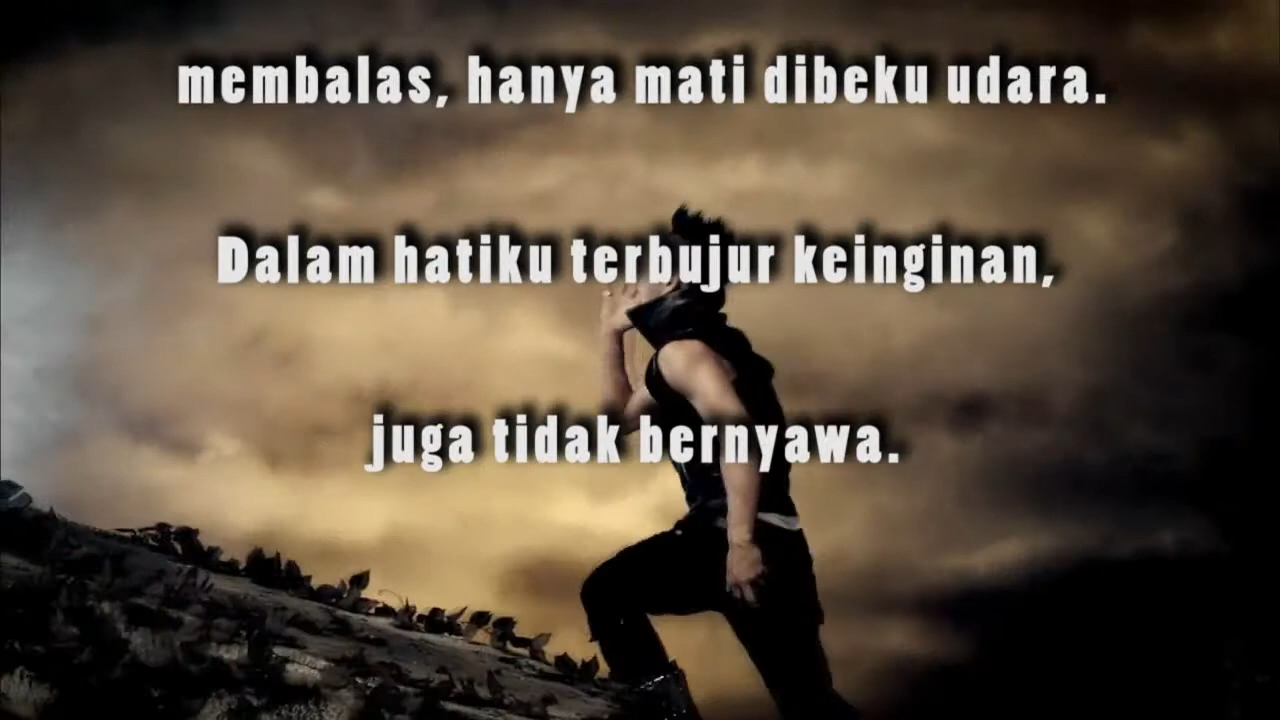 membalas, hanya mati dibeku udara.
Dalam hatiku terbujur keinginan,
juga tidak bernyawa.